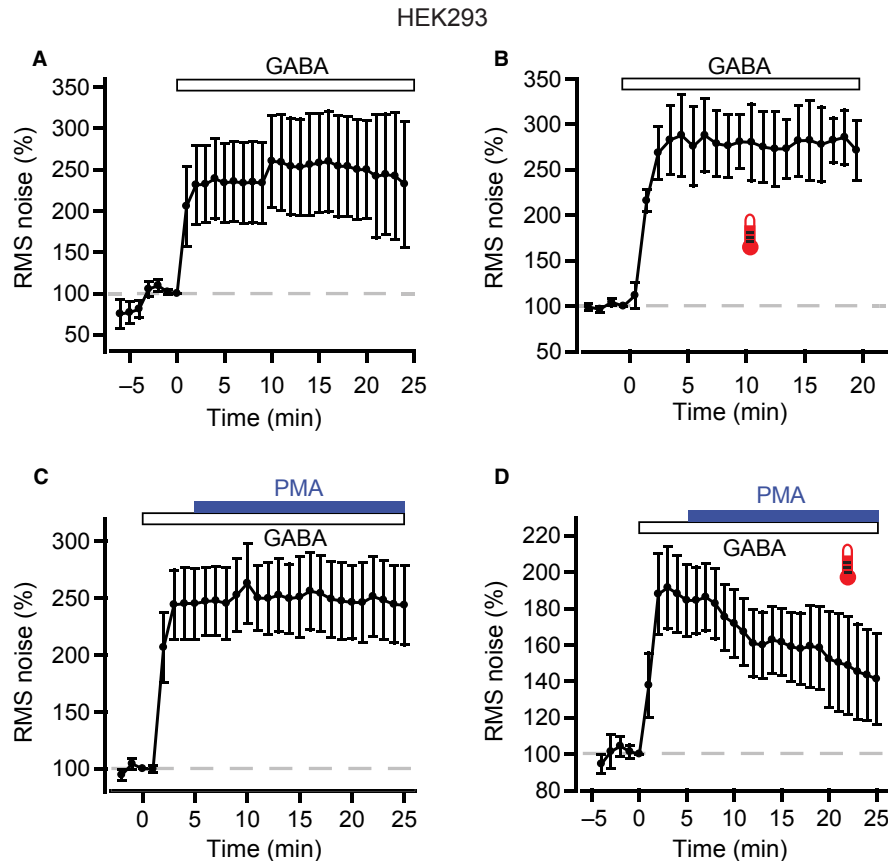 HEK293
A
GABA
RMS noise (%)
350
300
250
200
150
100
50
–5 0 5 10 15 20 25
Time (min)
B
GABA
RMS noise (%)
350
300
250
200
150
100
50
0 5 10 15 20
Time (min)
C
PMA
GABA
RMS noise (%)
300
250
200
150
100
0 5 10 15 20 25
Time (min)
D
PMA
GABA
RMS noise (%)
220
200
180
160
140
120
100
80
–5 0 5 10 15 20 25
Time (min)